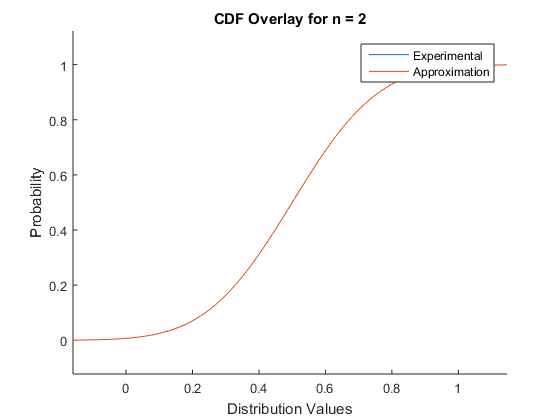 CDF Overlay for n = 2
Experimental
Approximation
1
0.8
0.6
0.4
0.2
0
Probability
0
0.2
0.4
0.6
0.8
1
Distribution Values